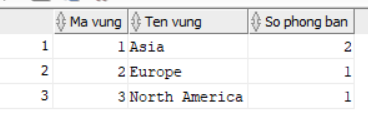 Ma vung Ten vung So phong ban
1 1 Asia 2
2 2 Europe 1
3 3 North America 1